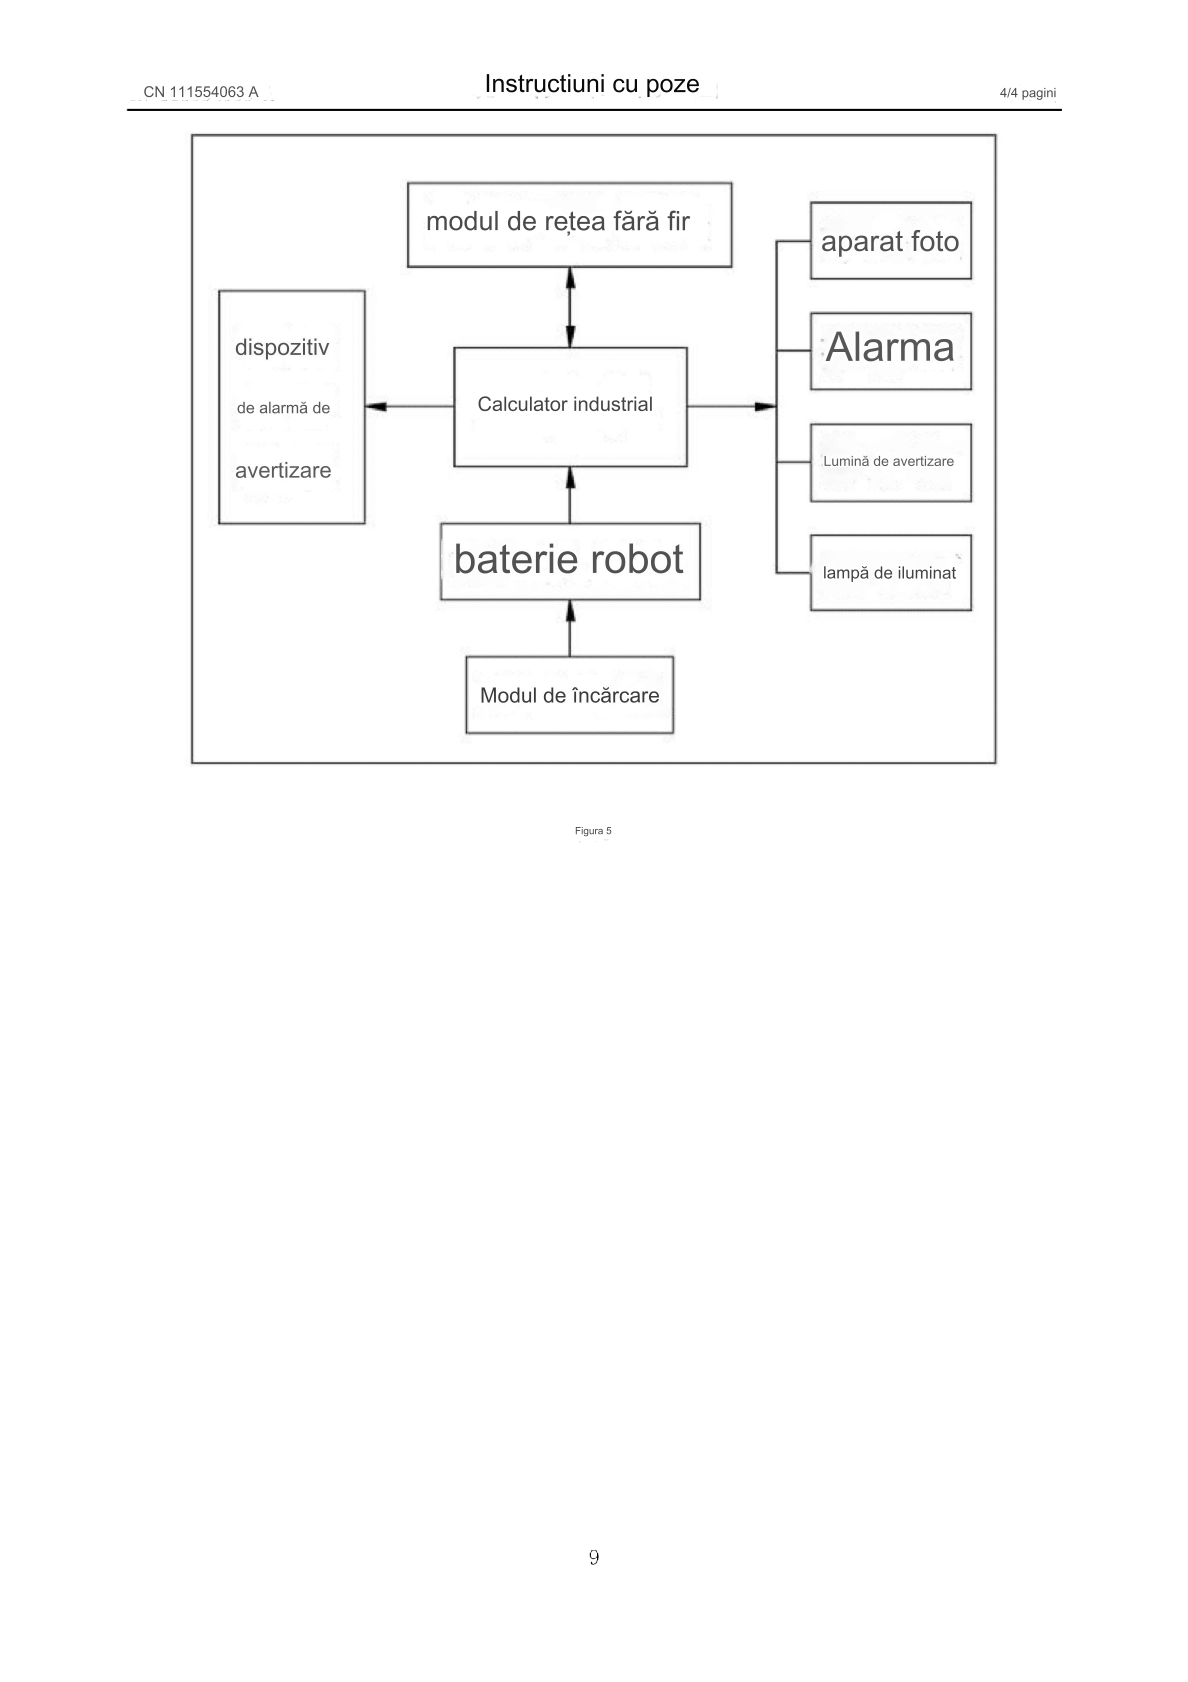 CN 111554063 A
Instructiuni cu poze
4/4 pagini
modul de rețea fără fir
aparat foto
dispozitiv
de alarmă de
avertizare
Alarma
Calculator industrial
Lumină de avertizare
baterie robot
lampă de iluminat
Modul de încărcare
Figura 5
9